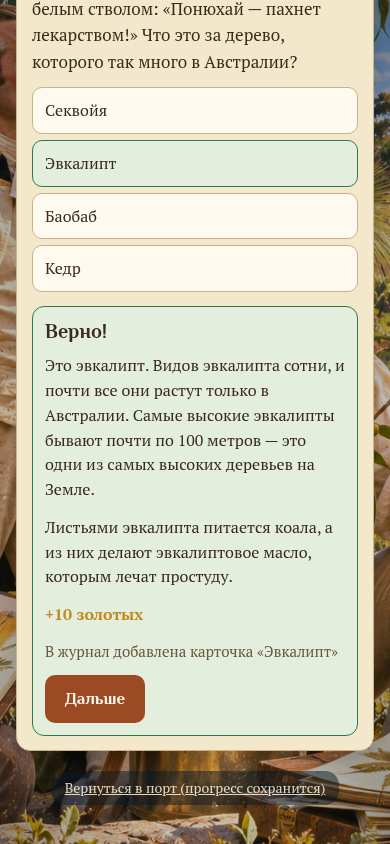 белым стволом: «Понюхай — пахнет
лекарством!» Что это за дерево,
которого так много в Австралии?
Секвойя
Эвкалипт
Баобаб
Кедр
Верно!
Это эвкалипт. Видов эвкалипта сотни, и
почти все они растут только в
Австралии. Самые высокие эвкалипты
бывают почти по 100 метров — это
одни из самых высоких деревьев на
Земле.
Листьями эвкалипта питается коала, а
из них делают эвкалиптовое масло,
которым лечат простуду.
+10 золотых
В журнал добавлена карточка «Эвкалипт»
Дальше
Вернуться в порт (прогресс сохранится)